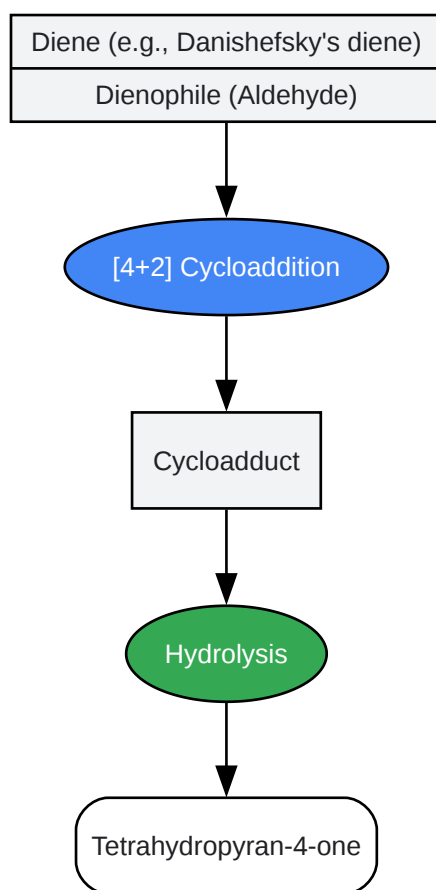 Diene (e.g., Danishefsky's diene)
Dienophile (Aldehyde)
[4+2] Cycloaddition
Cycloadduct
Hydrolysis
Tetrahydropyran-4-one